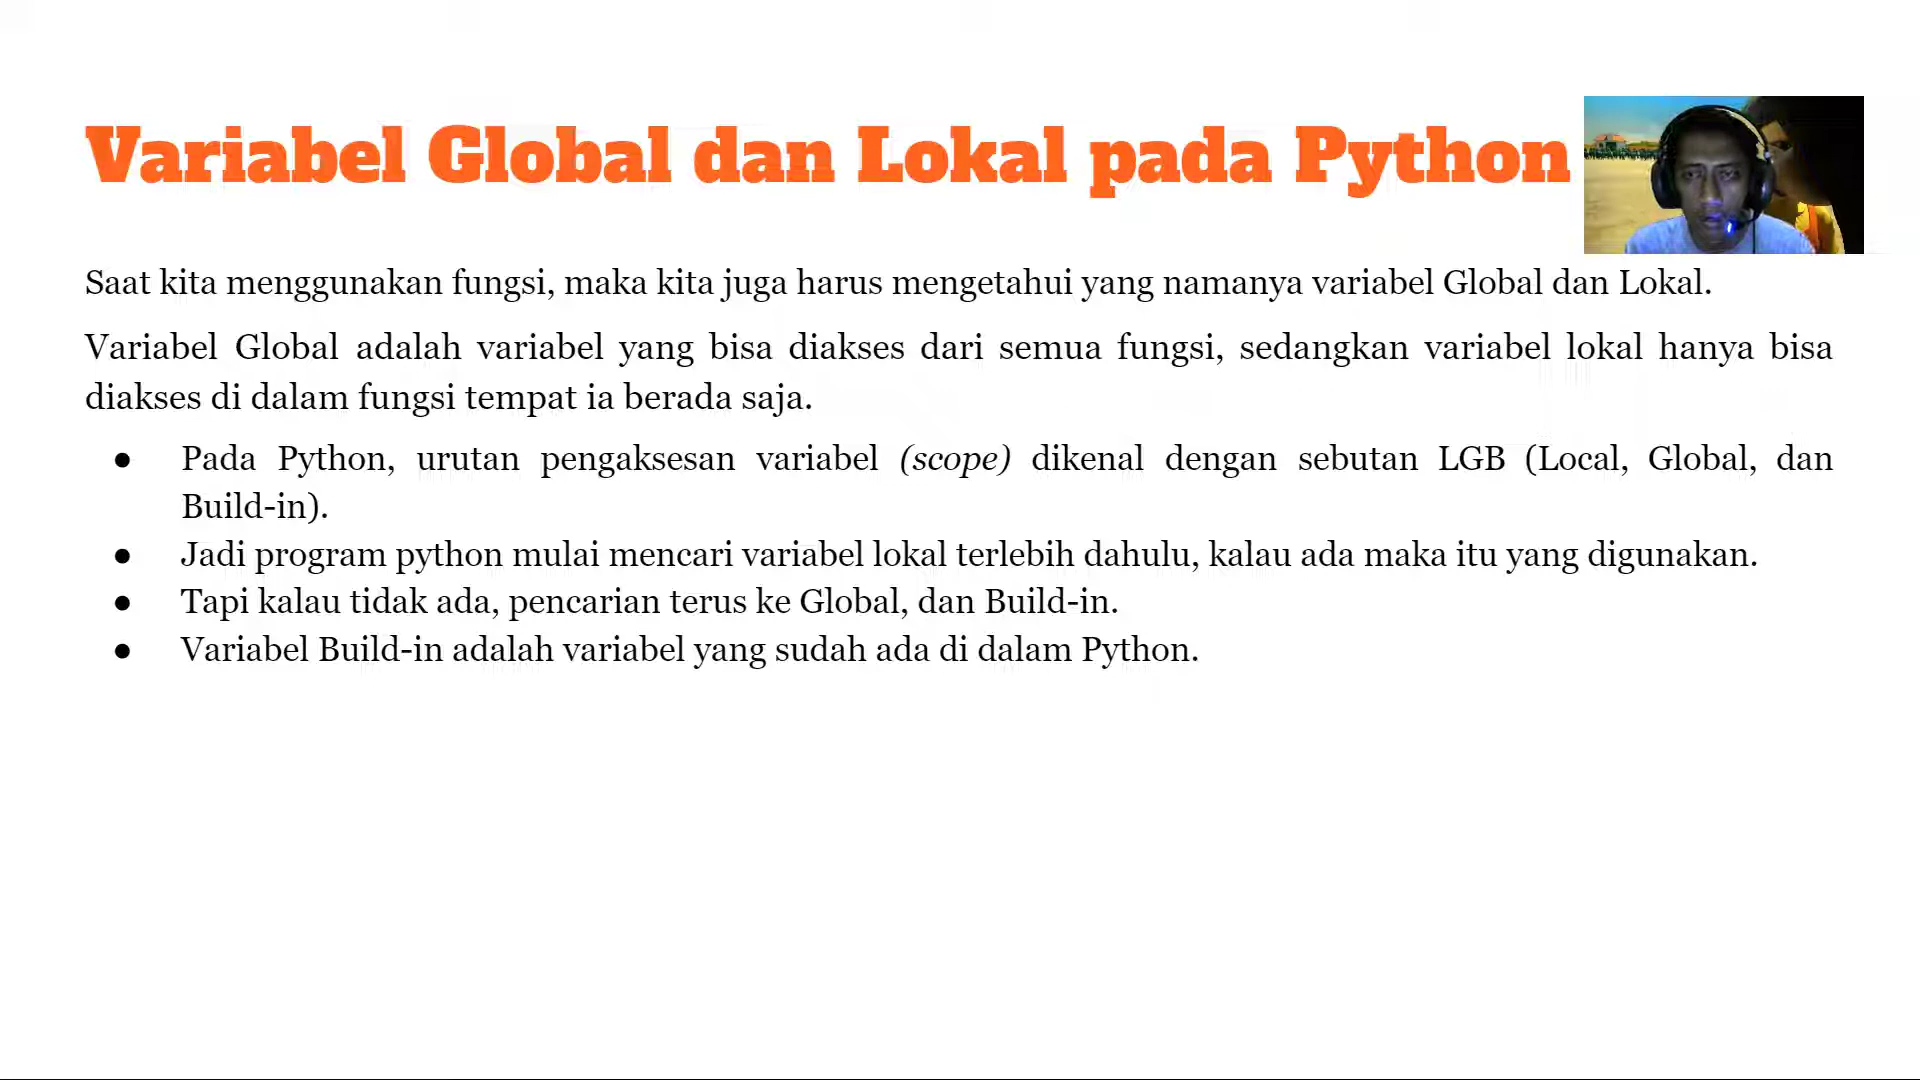 Variabel Global dan Lokal pada Python
Saat kita menggunakan fungsi, maka kita juga harus mengetahui yang namanya variabel Global dan Lokal.
Variabel Global adalah variabel yang bisa diakses dari semua fungsi, sedangkan variabel lokal hanya bisa
diakses di dalam fungsi tempat ia berada saja.
● Pada Python, urutan pengaksesan variabel (scope) dikenal dengan sebutan LGB (Local, Global, dan
Build-in).
● Jadi program python mulai mencari variabel lokal terlebih dahulu, kalau ada maka itu yang digunakan.
● Tapi kalau tidak ada, pencarian terus ke Global, dan Build-in.
● Variabel Build-in adalah variabel yang sudah ada di dalam Python.